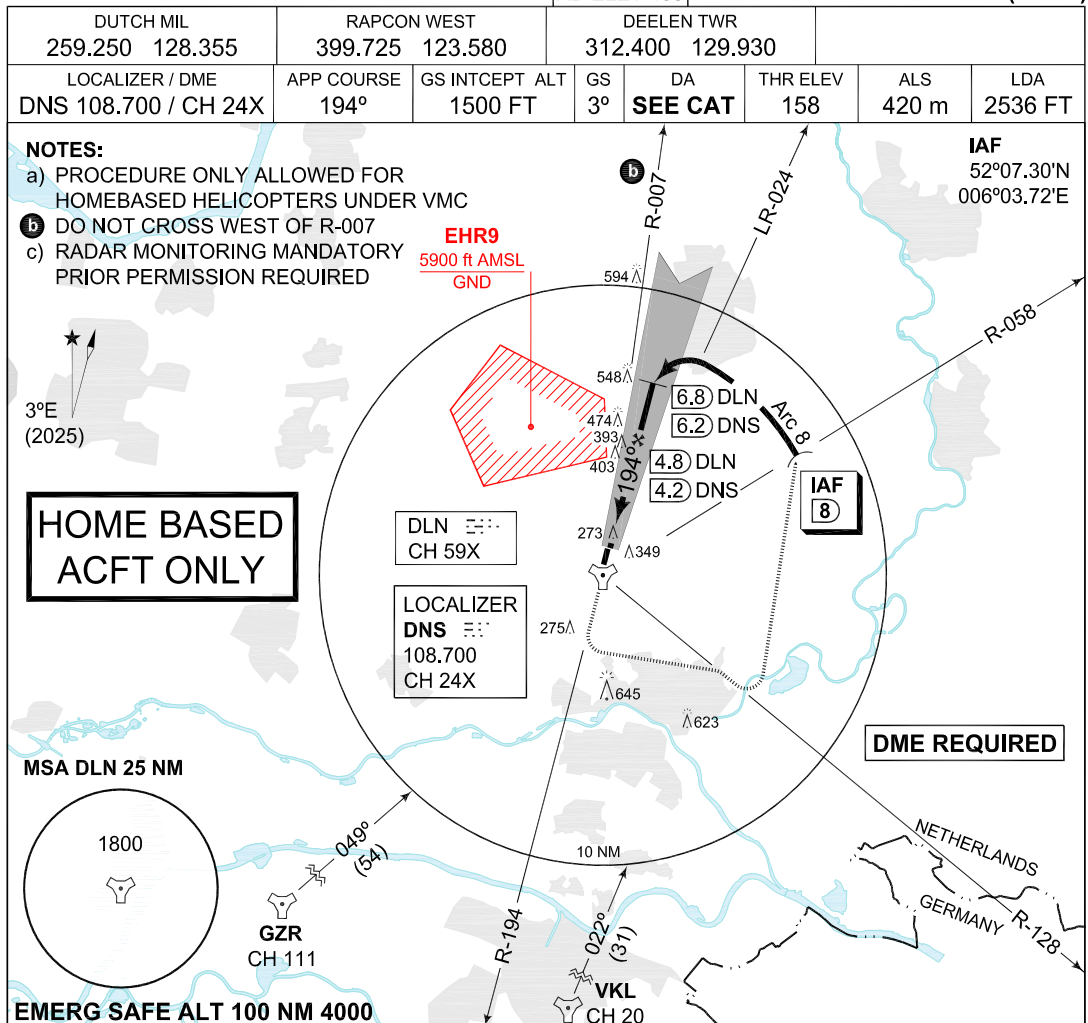 DUTCH MIL
259.250 128.355
RAPCON WEST
399.725 123.580
DEELEN TWR
312.400 129.930
LOCALIZER / DME
DNS 108.700 / CH 24X
APP COURSE
194º
GS INTCEPT ALT
1500 FT
GS
3º
DA
SEE CAT
THR ELEV
158
ALS
420 m
LDA
2536 FT
NOTES:
a) PROCEDURE ONLY ALLOWED FOR
HOMEBASED HELICOPTERS UNDER VMC
b DO NOT CROSS WEST OF R-007
c) RADAR MONITORING MANDATORY
PRIOR PERMISSION REQUIRED
b
R-007
LR-024
IAF
52º07.30'N
006º03.72'E
EHR9
5900 ft AMSL
GND
594
R-058
3ºE
(2025)
548
6.8 DLN
6.2 DNS
Arc 8
474
393
403
194º
4.8 DLN
4.2 DNS
IAF
8
HOME BASED
ACFT ONLY
DLN
CH 59X
273
349
LOCALIZER
DNS
108.700
CH 24X
275
645
623
DME REQUIRED
MSA DLN 25 NM
1800
049º
(54)
GZR
CH 111
10 NM
R-194
022º
(31)
VKL
CH 20
NETHERLANDS
GERMANY
R-128
EMERG SAFE ALT 100 NM 4000